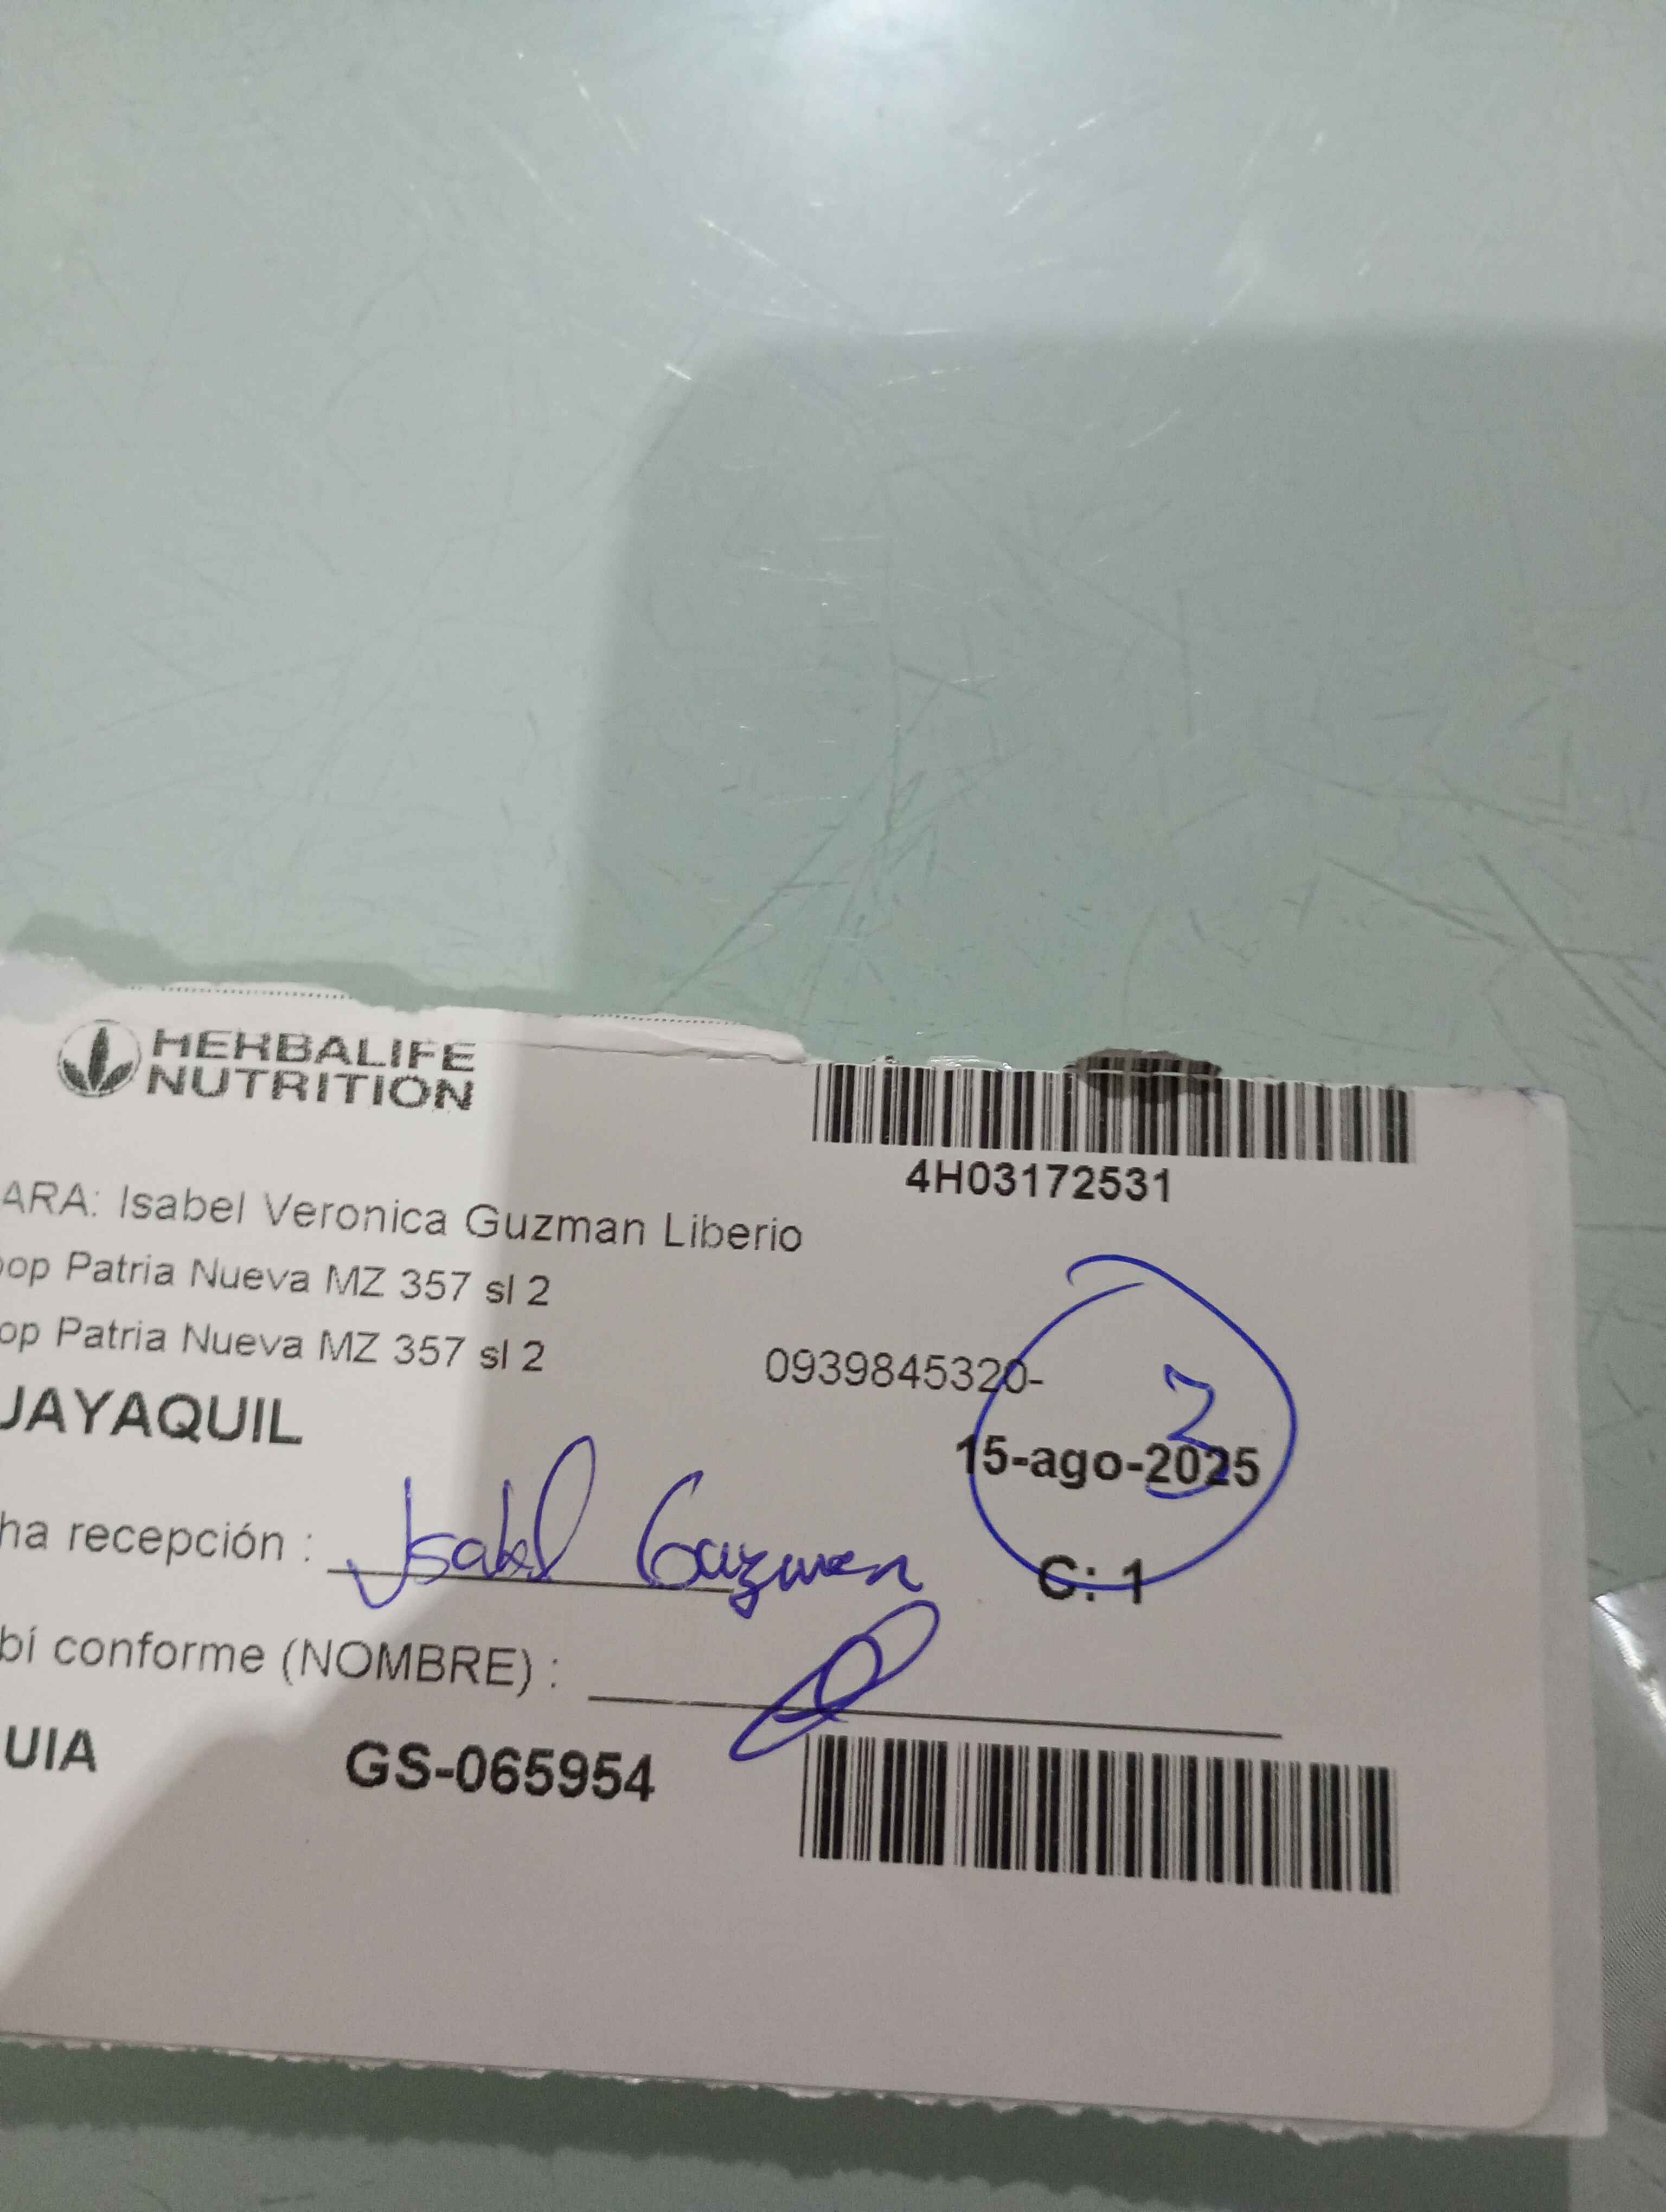 HERBALIFE
NUTRITION
4H03172531
ARA: Isabel Veronica Guzman Liberio
oop Patria Nueva MZ 357 sl 2
op Patria Nueva MZ 357 sl 2
0939845320-
3
JAYAQUIL
15-ago-2025
ha recepción : Isabel Guzman
C: 1
bí conforme (NOMBRE) :
UIA GS-065954